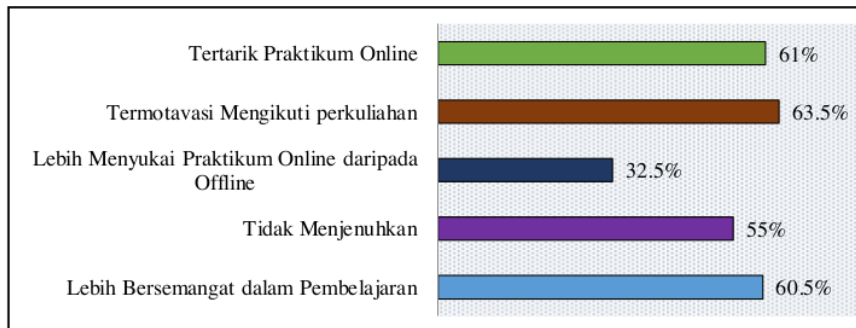 Tertarik Praktikum Online
61%
Termotavasi Mengikuti perkuliahan
63.5%
Lebih Menyukai Praktikum Online daripada
Offline
32.5%
Tidak Menjenuhkan
55%
Lebih Bersemangat dalam Pembelajaran
60.5%